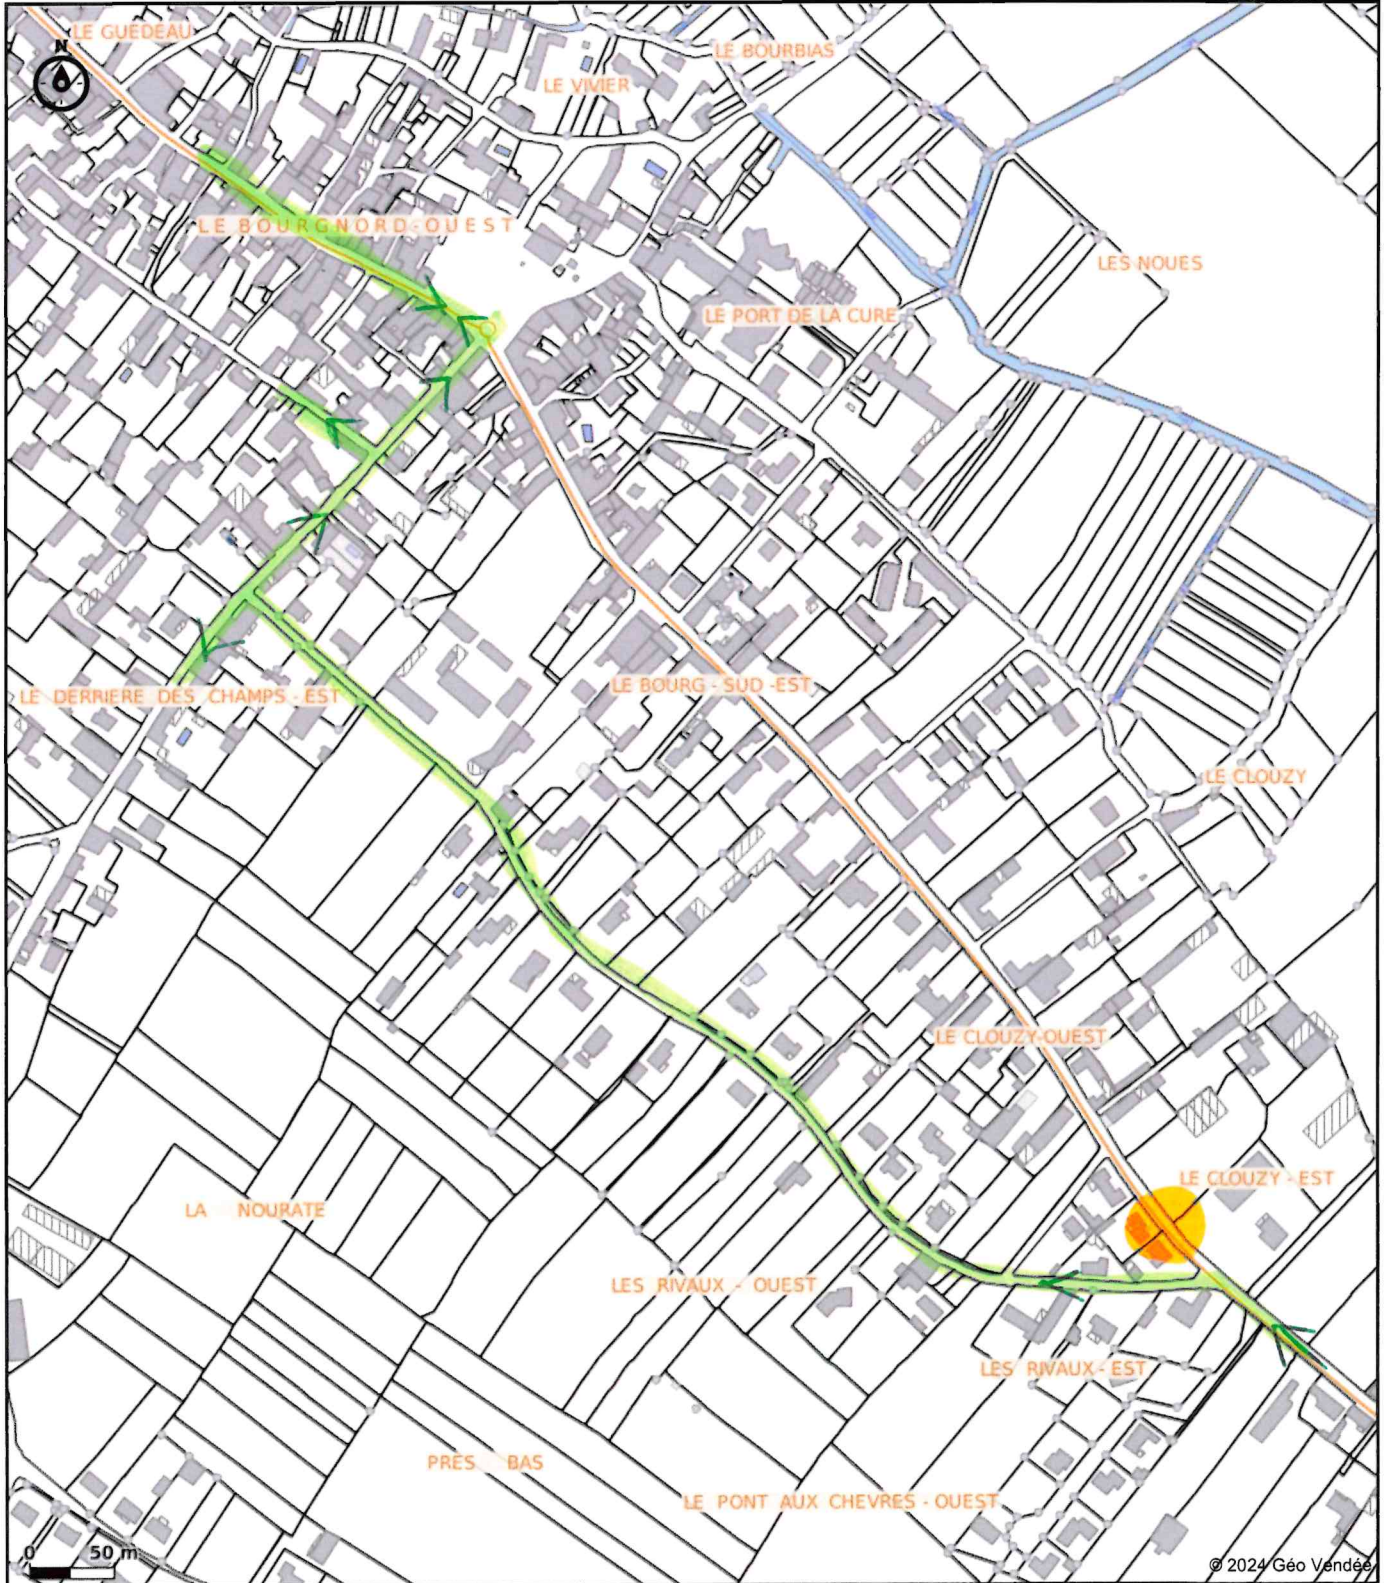 LE GUEDEAU
N
LE BOURBIAS
LE VIVIER
LE BOURGNORD-OUEST
LES NOUES
LE PORT DE LA CURE
LE DERRIERE DES CHAMPS - EST
LE BOURG - SUD - EST
LE CLOUZY
LE CLOUZY-OUEST
LE CLOUZY - EST
LA NOURATE
LES RIVAUX - OUEST
LES RIVAUX - EST
PRES BAS
LE PONT AUX CHEVRES - OUEST
0 50 m
© 2024 Géo Vendée